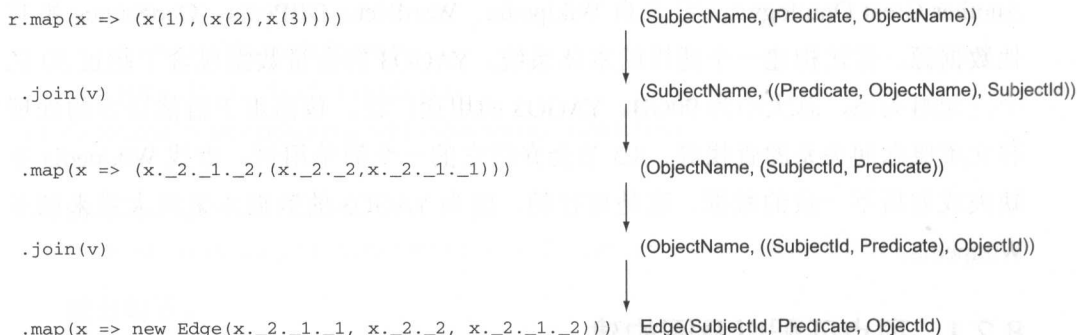 r.map(x => (x(1),(x(2),x(3)))) (SubjectName, (Predicate, ObjectName))
.join(v) (SubjectName, ((Predicate, ObjectName), SubjectId))
.map(x => (x._2._1._2,(x._2._2,x._2._1._1))) (ObjectName, (SubjectId, Predicate))
.join(v) (ObjectName, ((SubjectId, Predicate), ObjectId))
.map(x => new Edge(x._2._1._1, x._2._2, x._2._1._2))) Edge(SubjectId, Predicate, ObjectId)